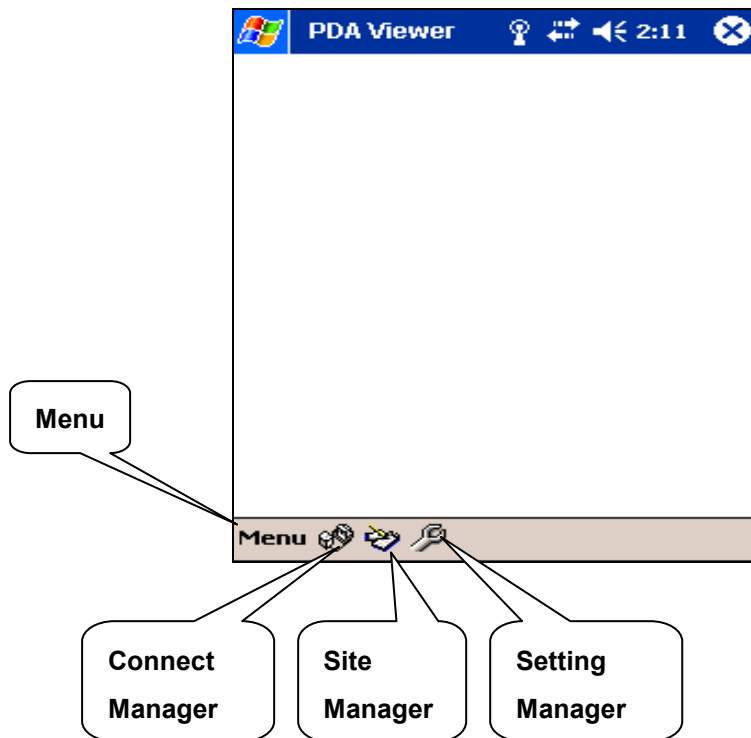 PDA Viewer 2:11
Menu
Menu
Connect
Manager
Site
Manager
Setting
Manager